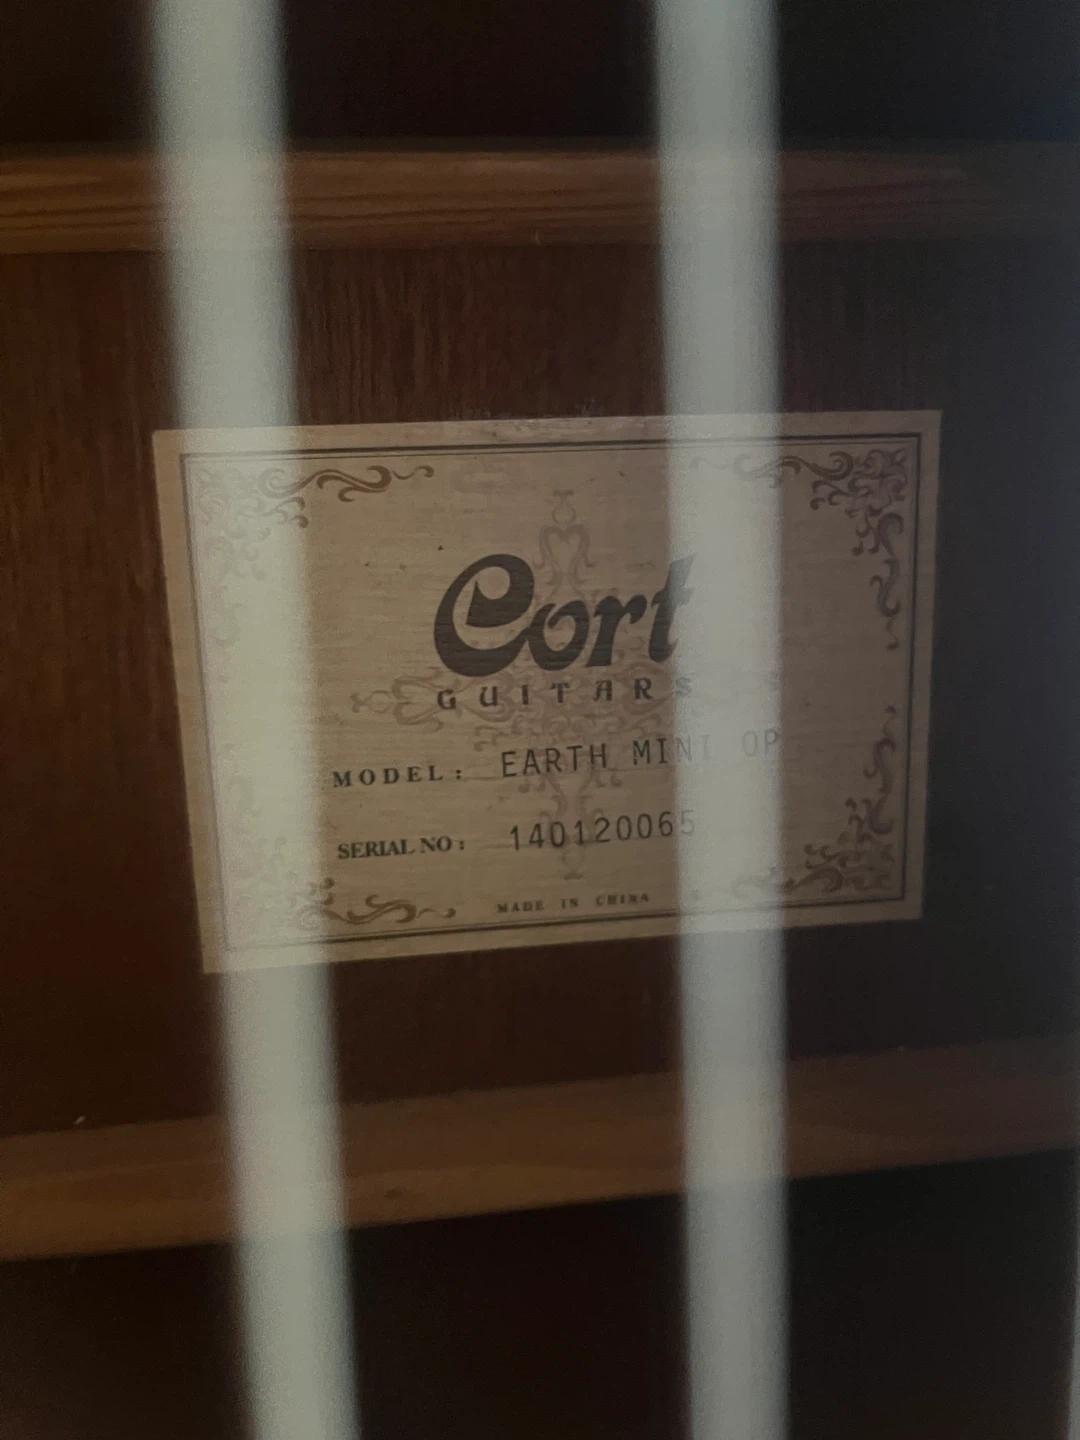 Cort
GUITARS
MODEL: EARTH MINI OP
SERIAL NO: 140120065
MADE IN CHINA